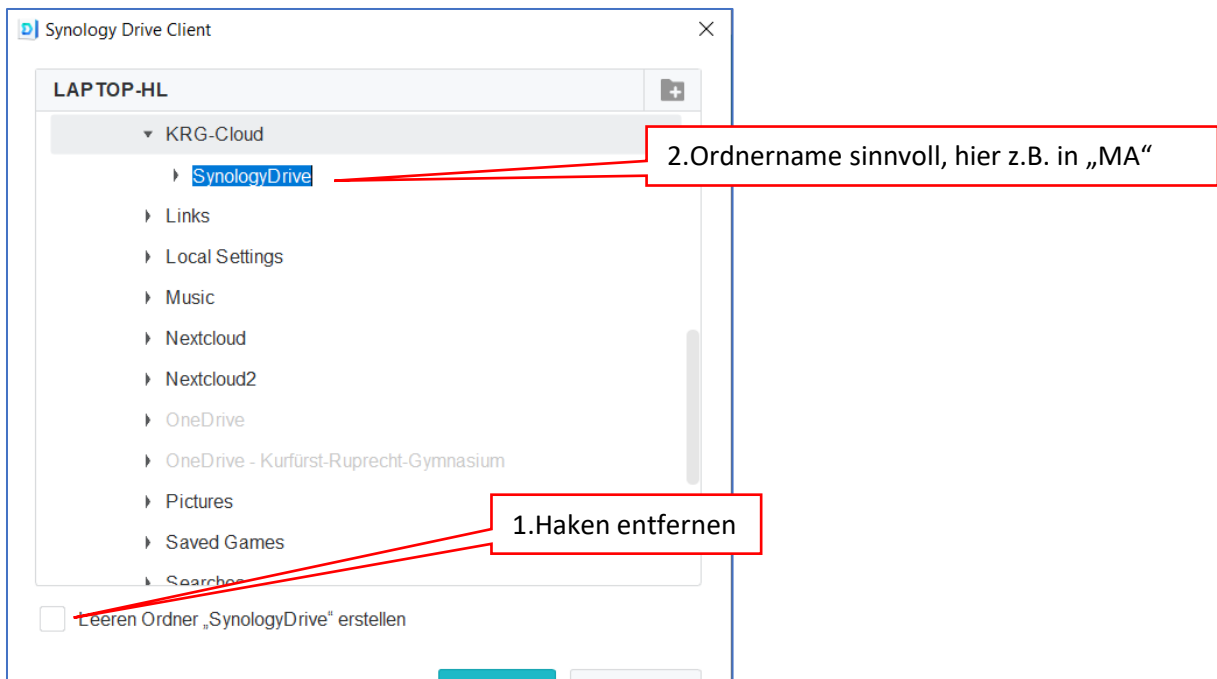 Synology Drive Client
LAPTOP-HL
KRG-Cloud
2.Ordnername sinnvoll, hier z.B. in „MA“
SynologyDrive
Links
Local Settings
Music
Nextcloud
Nextcloud2
OneDrive
OneDrive - Kurfürst-Ruprecht-Gymnasium
Pictures
1.Haken entfernen
Saved Games
Searches
Leeren Ordner „SynologyDrive“ erstellen